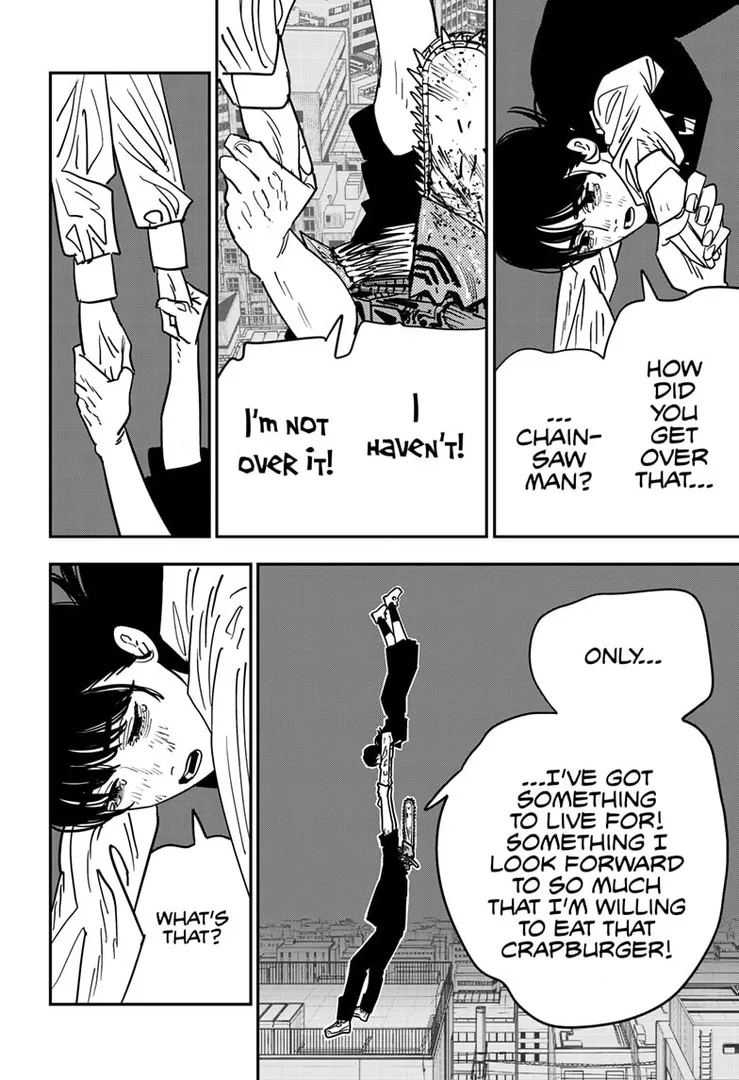 HOW
DID
YOU
GET
OVER
THAT...
...
CHAIN-
SAW
MAN?
I
HAVEN'T!
I'M NOT
OVER IT!
ONLY...
...I'VE GOT
SOMETHING
TO LIVE FOR!
SOMETHING I
LOOK FORWARD
TO SO MUCH
THAT I'M WILLING
TO EAT THAT
CRAPBURGER!
WHAT'S
THAT?